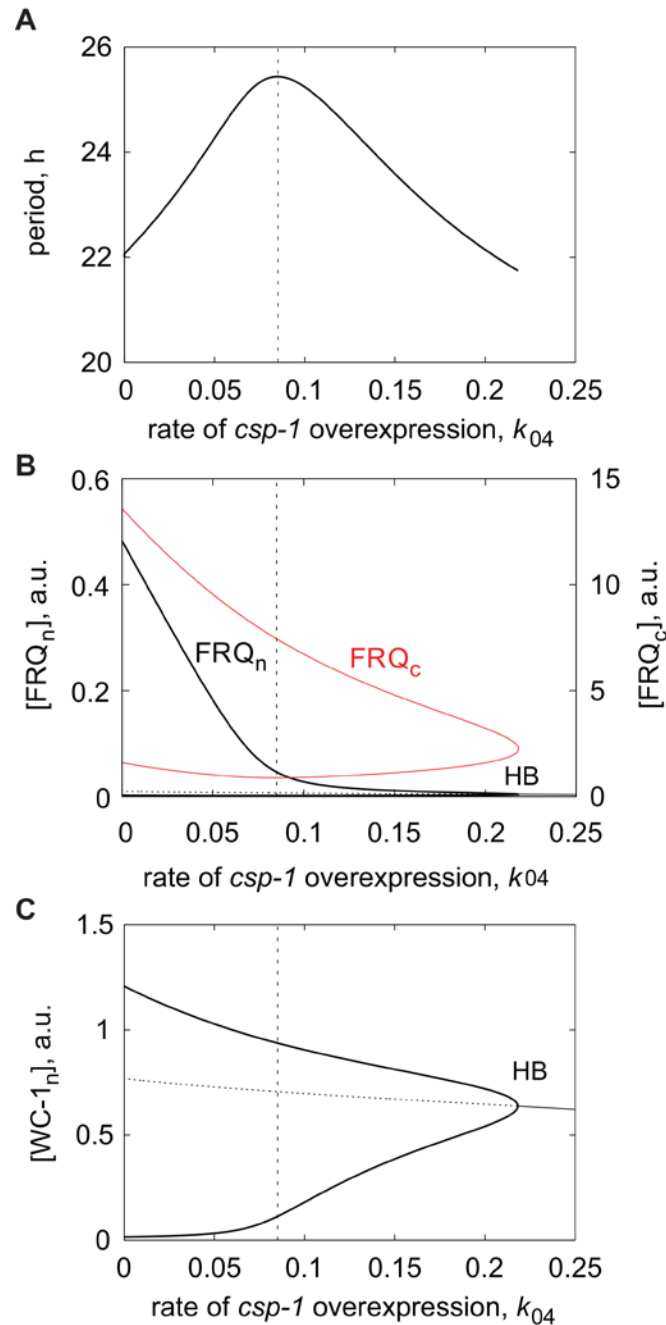 A
26
24
22
20
period, h
0 0.05 0.1 0.15 0.2 0.25
rate of csp-1 overexpression, k04
B
0.6
0.4
0.2
0
[FRQn], a.u.
15
10
5
0
[FRQc], a.u.
FRQn
FRQc
HB
0 0.05 0.1 0.15 0.2 0.25
rate of csp-1 overexpression, k04
C
1.5
1
0.5
0
[WC-1n], a.u.
HB
0 0.05 0.1 0.15 0.2 0.25
rate of csp-1 overexpression, k04